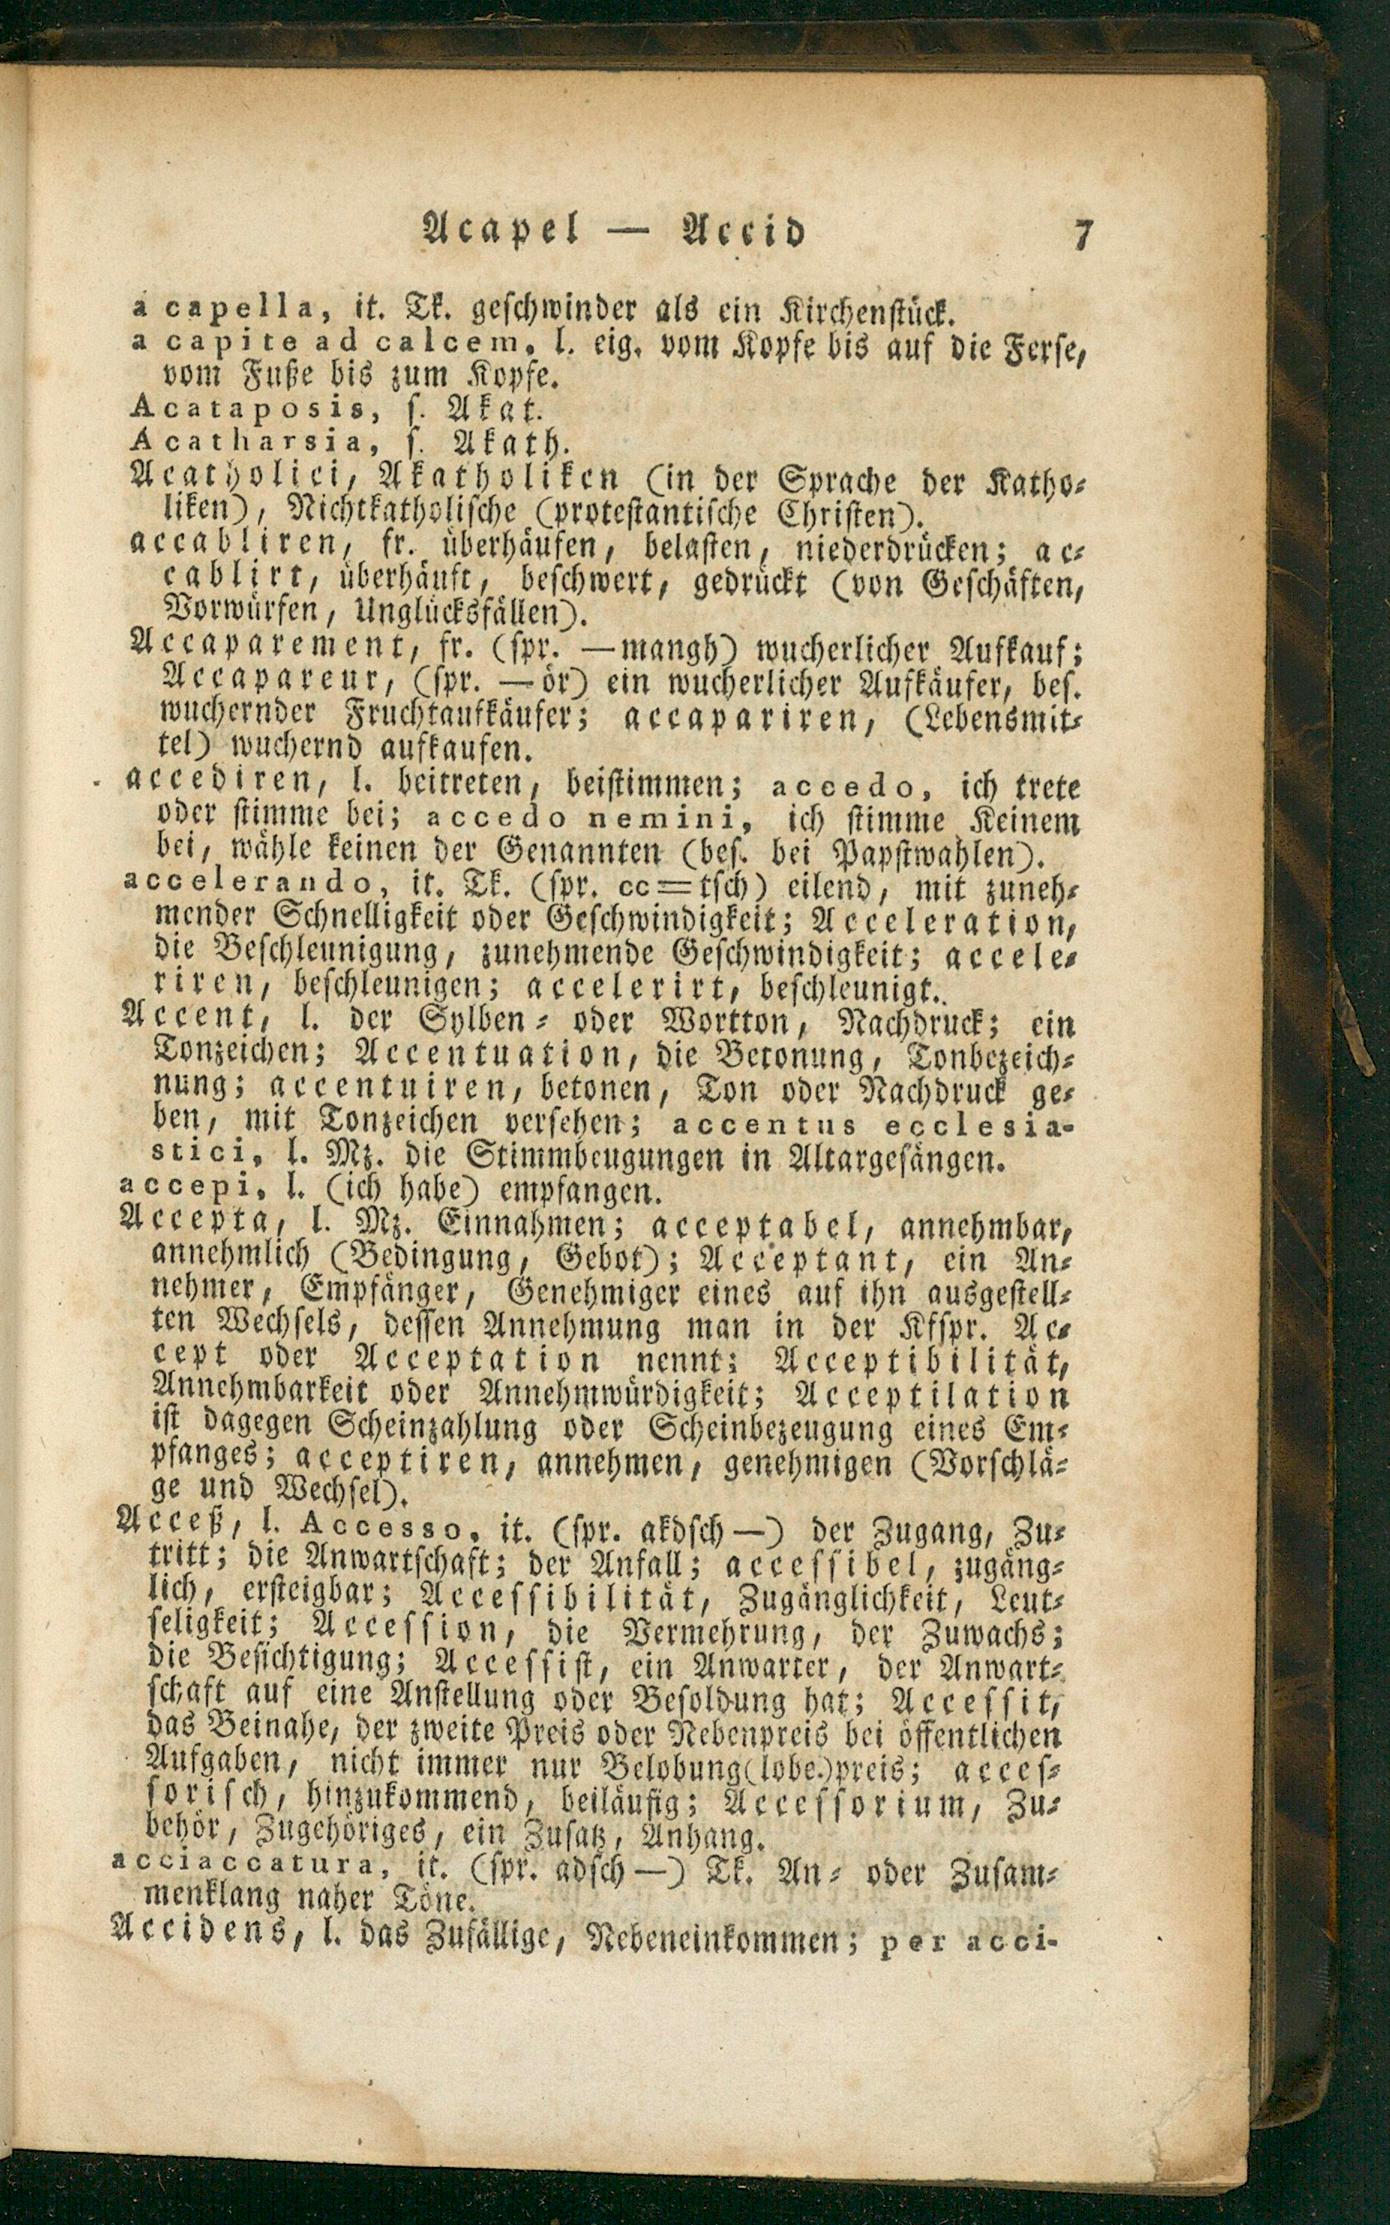 Acapel — Accid 7
a capella, it. Tk. geschwinder als ein Kirchenstück.
a capite ad calcem, l. eig. vom Kopfe bis auf die Ferse,
vom Fuße bis zum Kopfe.
Acataposis, s. Akat.
Acatharsia, s. Akath.
Acatholici, Akatholiken (in der Sprache der Katho-
liken), Nichtkatholische (protestantische Christen).
accabliren, fr. überhäufen, belasten, niederdrücken; ac-
cablirt, überhäuft, beschwert, gedrückt (von Geschäften,
Vorwürfen, Unglücksfällen).
Accaparement, fr. (spr. —mangh) wucherlicher Aufkauf;
Accapareur, (spr. —ör) ein wucherlicher Aufkäufer, bes.
wuchernder Fruchtaufkäufer; accapariren, (Lebensmit-
tel) wuchernd aufkaufen.
accediren, l. beitreten, beistimmen; accedo, ich trete
oder stimme bei; accedo nemini, ich stimme Keinem
bei, wähle keinen der Genannten (bes. bei Papstwahlen).
accelerando, it. Tk. (spr. cc=tsch) eilend, mit zuneh-
mender Schnelligkeit oder Geschwindigkeit; Acceleration,
die Beschleunigung, zunehmende Geschwindigkeit; accele-
riren, beschleunigen; accelerirt, beschleunigt.
Accent, l. der Sylben- oder Wortton, Nachdruck; ein
Tonzeichen; Accentuation, die Betonung, Tonbezeich-
nung; accentuiren, betonen, Ton oder Nachdruck ge-
ben, mit Tonzeichen versehen; accentus ecclesia-
stici, l. Mz. die Stimmbeugungen in Altargesängen.
accepi, l. (ich habe) empfangen.
Accepta, l. Mz. Einnahmen; acceptabel, annehmbar,
annehmlich (Bedingung, Gebot); Acceptant, ein An-
nehmer, Empfänger, Genehmiger eines auf ihn ausgestell-
ten Wechsels, dessen Annehmung man in der Kfspr. Ac-
cept oder Acceptation nennt; Acceptibilität,
Annehmbarkeit oder Annehmwürdigkeit; Acceptilation
ist dagegen Scheinzahlung oder Scheinbezeugung eines Em-
pfanges; acceptiren, annehmen, genehmigen (Vorschlä-
ge und Wechsel).
Acceß, l. Accesso, it. (spr. akdsch—) der Zugang, Zu-
tritt; die Anwartschaft; der Anfall; accessibel, zugäng-
lich, ersteigbar; Accessibilität, Zugänglichkeit, Leut-
seligkeit; Accession, die Vermehrung, der Zuwachs;
die Besichtigung; Accessist, ein Anwarter, der Anwart-
schaft auf eine Anstellung oder Besoldung hat; Accessit,
das Beinahe, der zweite Preis oder Nebenpreis bei öffentlichen
Aufgaben, nicht immer nur Belobung(lobe-)preis; acces-
sorisch, hinzukommend, beiläufig; Accessorium, Zu-
behör, Zugehöriges, ein Zusatz, Anhang.
acciaccatura, it. (spr. adsch—) Tk. An- oder Zusam-
menklang naher Töne.
Accidens, l. das Zufällige, Nebeneinkommen; per acci-